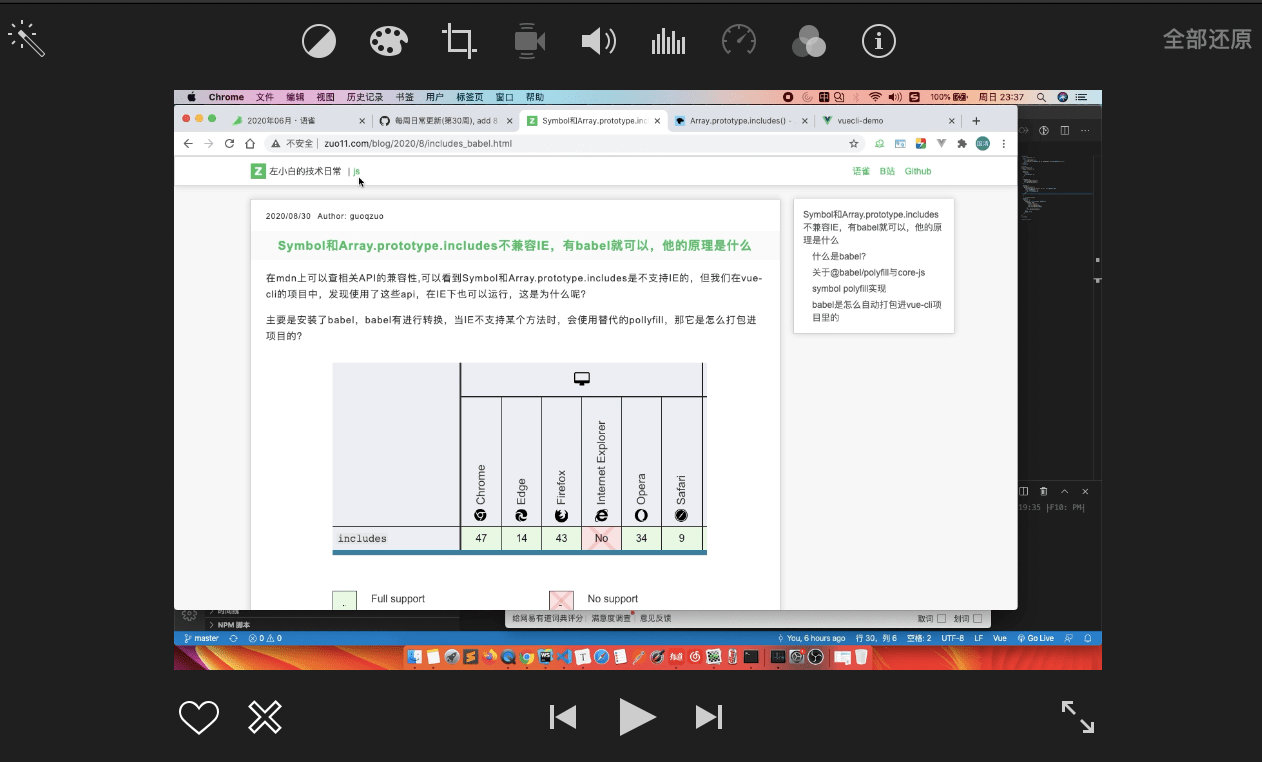 全部还原
Chrome 文件 编辑 视图 历史记录 书签 用户 标签页 窗口 帮助 100% 周日 23:37
2020年06月 · 语雀 每周日常更新(第30周), add 8 Symbol和Array.prototype.inc Array.prototype.includes() - vuecli-demo
不安全 zuo11.com/blog/2020/8/includes_babel.html
Z 左小白的技术日常 | js 语雀 B站 Github
2020/08/30 Author: guoqzuo
Symbol和Array.prototype.includes不兼容IE，有babel就可以，他的原理是什么
在mdn上可以查相关API的兼容性,可以看到Symbol和Array.prototype.includes是不支持IE的，但我们在vue-
cli的项目中，发现使用了这些api，在IE下也可以运行，这是为什么呢?
主要是安装了babel，babel有进行转换，当IE不支持某个方法时，会使用替代的pollyfill，那它是怎么打包进
项目的?
Symbol和Array.prototype.includes
不兼容IE，有babel就可以，他的原
理是什么
什么是babel?
关于@babel/polyfill与core-js
symbol polyfill实现
babel是怎么自动打包进vue-cli项
目里的
Chrome Edge Firefox Internet Explorer Opera Safari
includes 47 14 43 No 34 9
Full support No support
19:35 |F10: PM|
时间线
NPM 脚本
给网易有道词典评分 满意度调查 意见反馈 取词 划词
master 0 0 You, 6 hours ago 行 30，列 6 空格: 2 UTF-8 LF Vue Go Live